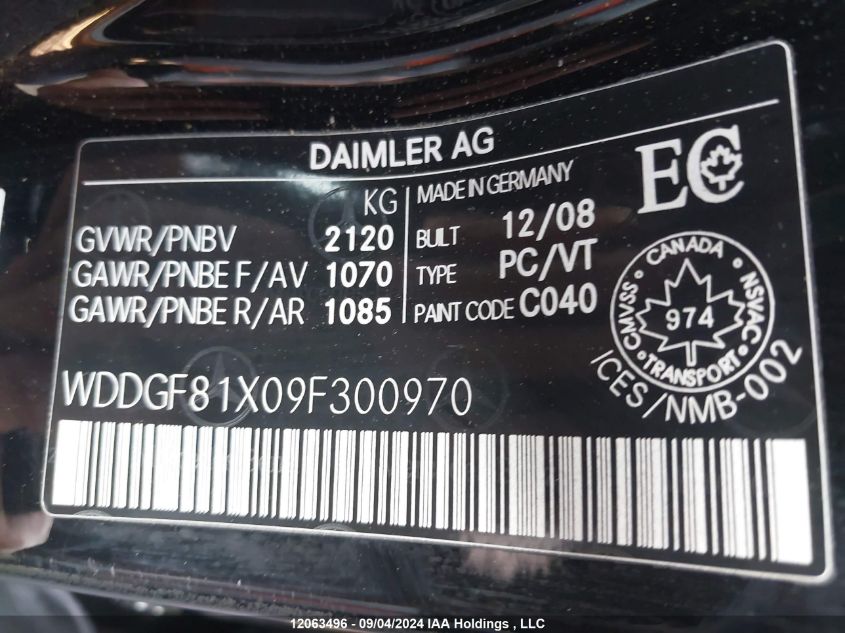 DAIMLER AG
KG
GVWR/PNBV 2120
GAWR/PNBE F/AV 1070
GAWR/PNBE R/AR 1085
MADE IN GERMANY
BUILT 12/08
TYPE PC/VT
PAINT CODE C040
EC
CANADA
CMVSS 974 NSVAC
TRANSPORT
ICES/NMB-002
WDDGF81X09F300970
12063496 - 09/04/2024 IAA Holdings , LLC